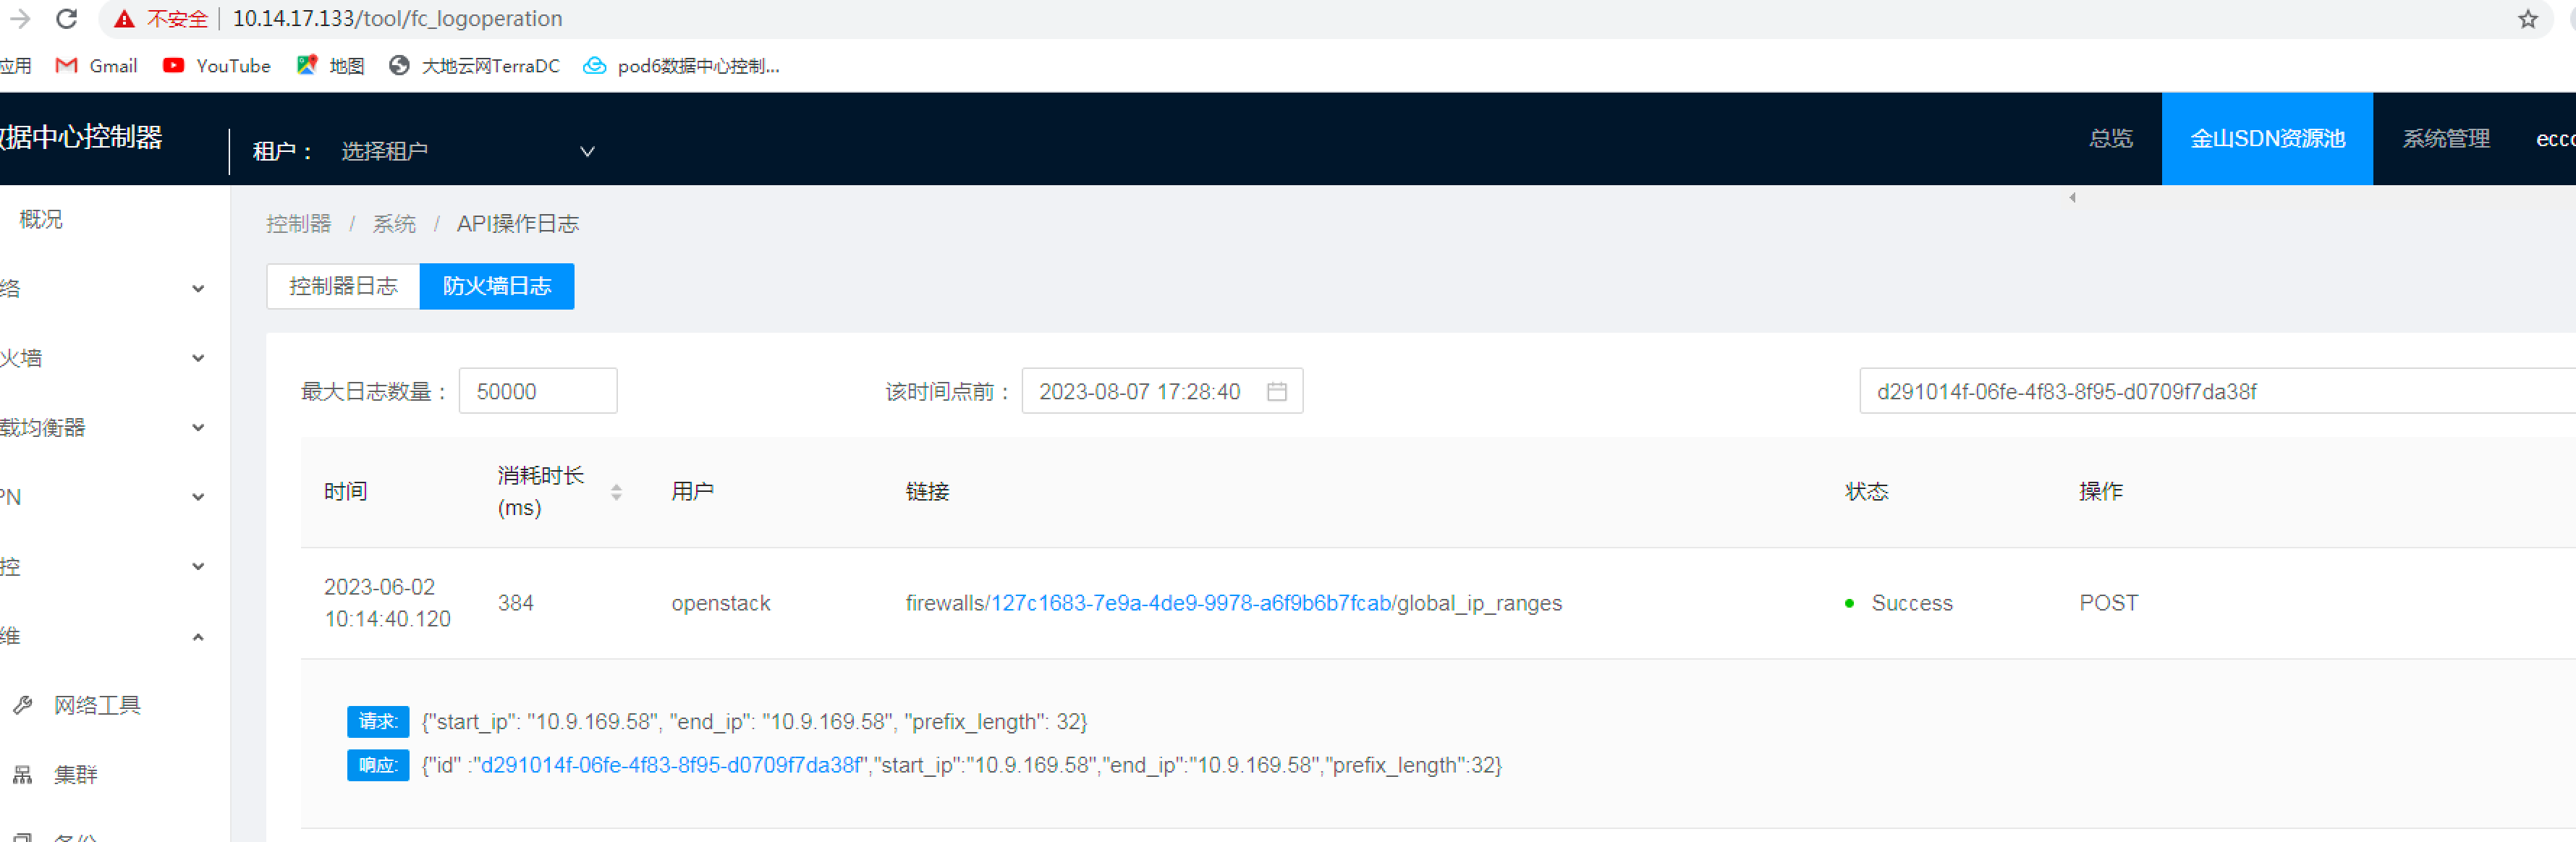 不安全 10.14.17.133/tool/fc_logoperation
应用 Gmail YouTube 地图 大地云网TerraDC pod6数据中心控制...
据中心控制器 租户： 选择租户 总览 金山SDN资源池 系统管理 ecc
概况
控制器 / 系统 / API操作日志
络
控制器日志 防火墙日志
火墙
最大日志数量： 50000 该时间点前： 2023-08-07 17:28:40 d291014f-06fe-4f83-8f95-d0709f7da38f
载均衡器
时间 消耗时长 (ms) 用户 链接 状态 操作
PN
控
2023-06-02 10:14:40.120 384 openstack firewalls/127c1683-7e9a-4de9-9978-a6f9b6b7fcab/global_ip_ranges Success POST
维
网络工具
请求: {"start_ip": "10.9.169.58", "end_ip": "10.9.169.58", "prefix_length": 32}
响应: {"id" :"d291014f-06fe-4f83-8f95-d0709f7da38f","start_ip":"10.9.169.58","end_ip":"10.9.169.58","prefix_length":32}
集群
备份